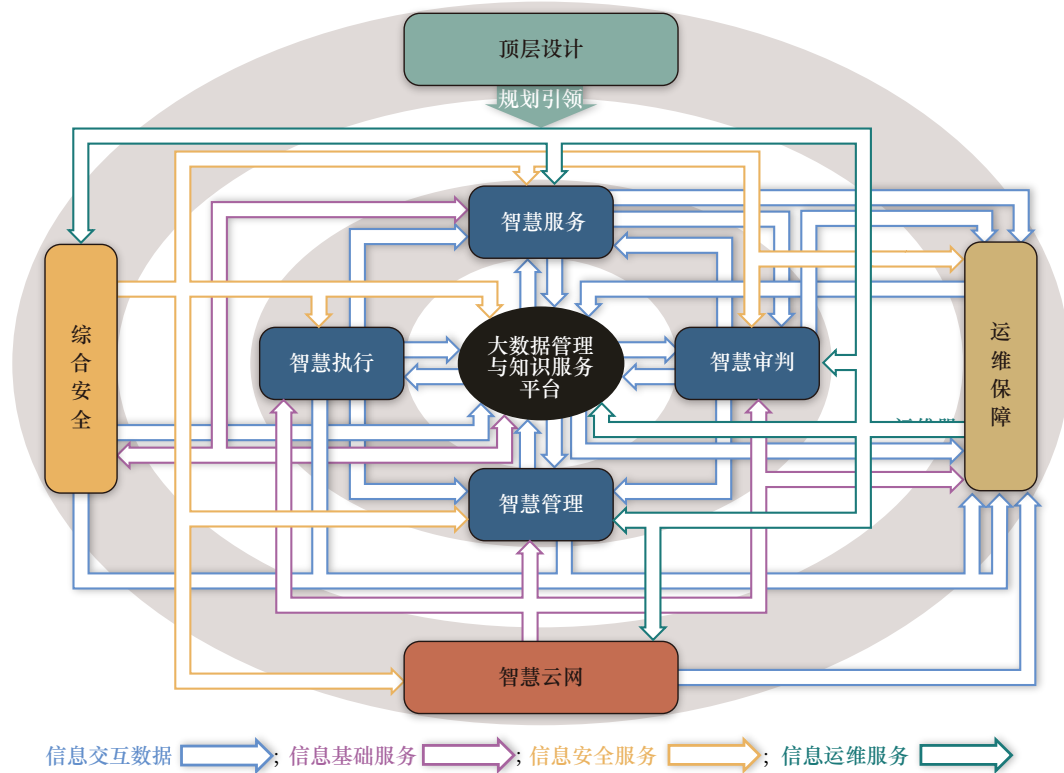 顶层设计
规划引领
智慧服务
综合安全
智慧执行
大数据管理
与知识服务
平台
智慧审判
运维保障
智慧管理
智慧云网
信息交互数据 ; 信息基础服务 ; 信息安全服务 ; 信息运维服务